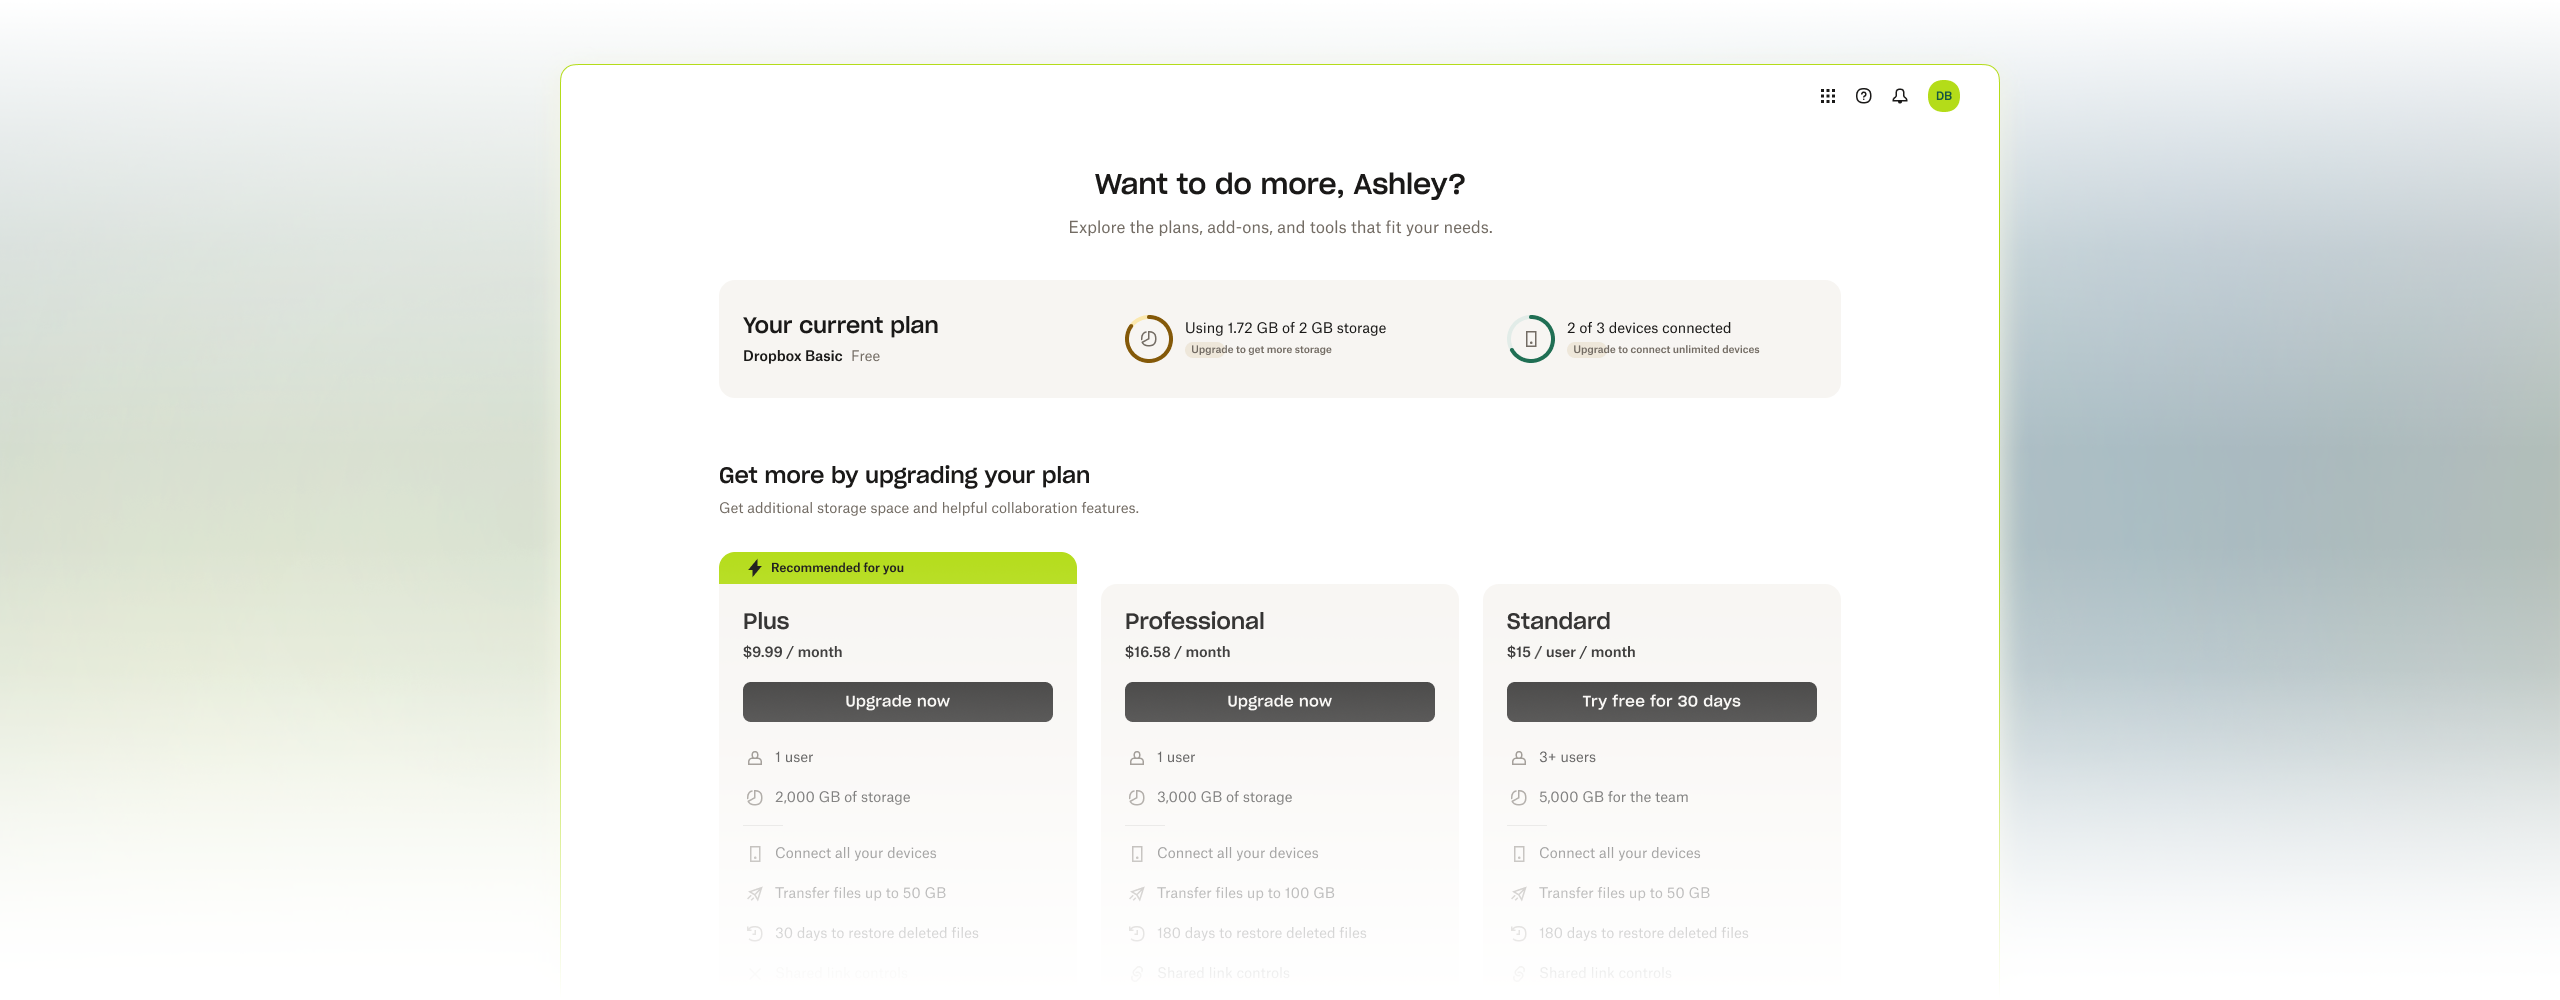 DB
Want to do more, Ashley?
Explore the plans, add-ons, and tools that fit your needs.
Your current plan
Dropbox Basic Free
Using 1.72 GB of 2 GB storage
Upgrade to get more storage
2 of 3 devices connected
Upgrade to connect unlimited devices
Get more by upgrading your plan
Get additional storage space and helpful collaboration features.
Recommended for you
Plus
$9.99 / month
Upgrade now
1 user
2,000 GB of storage
Connect all your devices
Transfer files up to 50 GB
30 days to restore deleted files
Shared link controls
Professional
$16.58 / month
Upgrade now
1 user
3,000 GB of storage
Connect all your devices
Transfer files up to 100 GB
180 days to restore deleted files
Shared link controls
Standard
$15 / user / month
Try free for 30 days
3+ users
5,000 GB for the team
Connect all your devices
Transfer files up to 50 GB
180 days to restore deleted files
Shared link controls